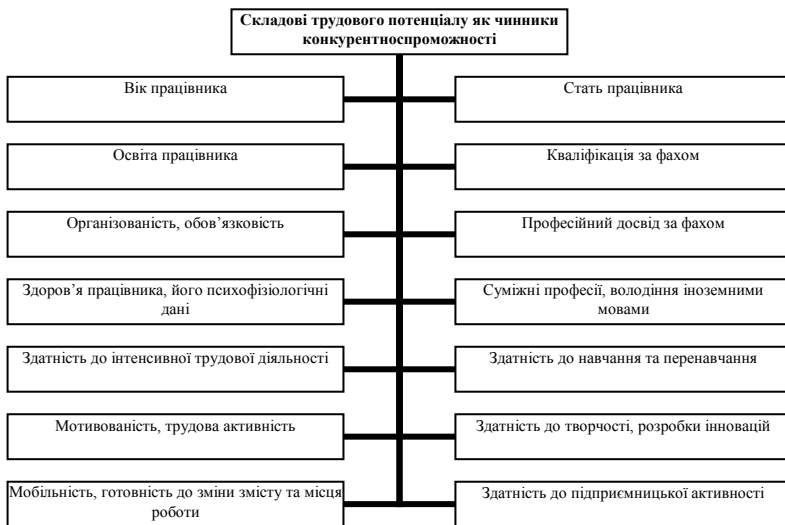 Складові трудового потенціалу як чинники
конкурентноспроможності
Вік працівника
Стать працівника
Освіта працівника
Кваліфікація за фахом
Організованість, обов’язковість
Професійний досвід за фахом
Здоров’я працівника, його психофізіологічні
дані
Суміжні професії, володіння іноземними
мовами
Здатність до інтенсивної трудової діяльності
Здатність до навчання та перенавчання
Мотивованість, трудова активність
Здатність до творчості, розробки інновацій
Мобільність, готовність до зміни змісту та місця
роботи
Здатність до підприємницької активності